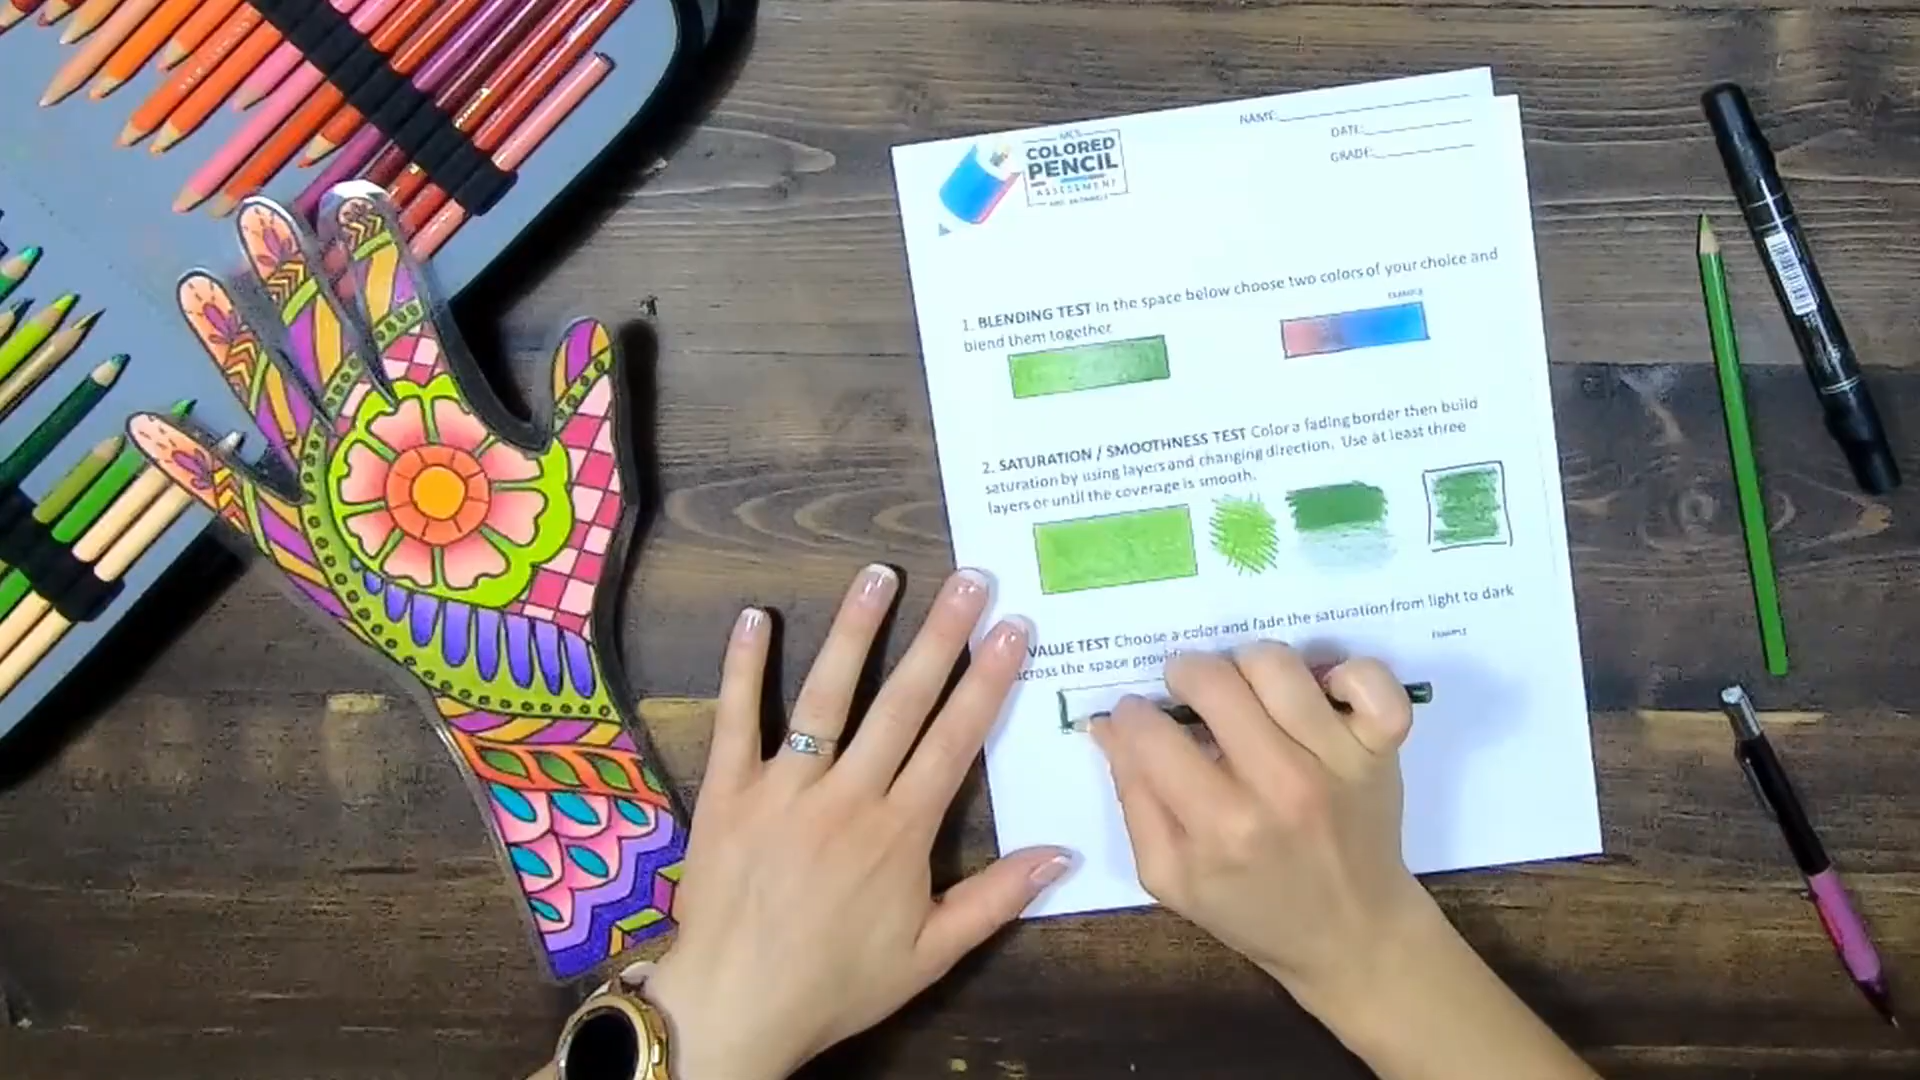 NAME:
DATE:
GRADE:
COLORED
PENCIL
ASSESSMENT
1. BLENDING TEST In the space below choose two colors of your choice and
blend them together.
EXAMPLE
2. SATURATION / SMOOTHNESS TEST Color a fading border then build
saturation by using layers and changing direction. Use at least three
layers or until the coverage is smooth.
VALUE TEST Choose a color and fade the saturation from light to dark
across the space
EXAMPLE